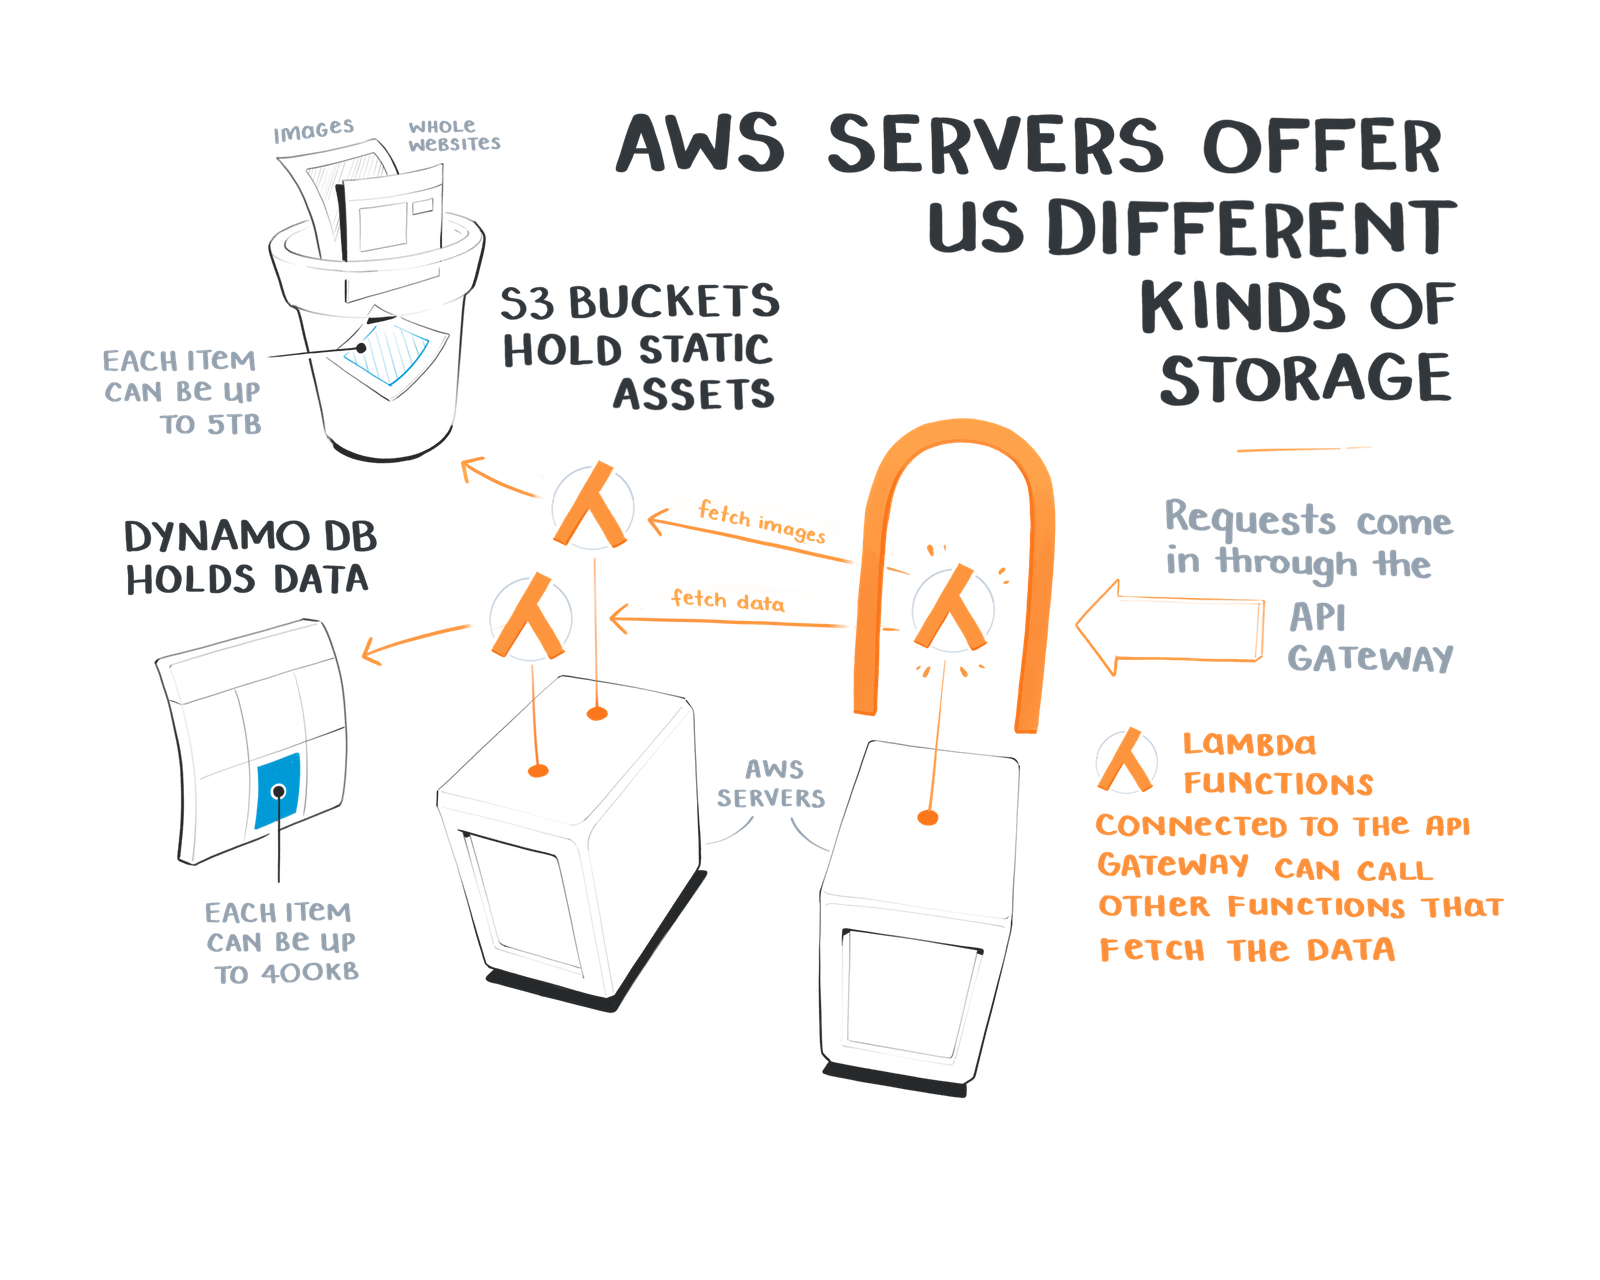 AWS SERVERS OFFER
US DIFFERENT
KINDS OF
STORAGE
IMAGES
WHOLE
WEBSITES
S3 BUCKETS
HOLD STATIC
ASSETS
EACH ITEM
CAN BE UP
TO 5TB
DYNAMO DB
HOLDS DATA
EACH ITEM
CAN BE UP
TO 400KB
fetch images
fetch data
AWS
SERVERS
Requests come
in through the
API
GATEWAY
LAMBDA
FUNCTIONS
CONNECTED TO THE API
GATEWAY CAN CALL
OTHER FUNCTIONS THAT
FETCH THE DATA